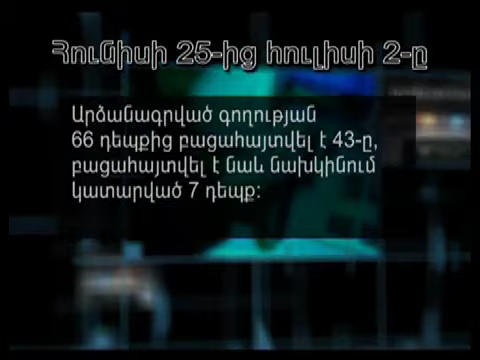 Հունիսի 25-ից հուլիսի 2-ը
Արձանագրված գողության
66 դեպքից բացահայտվել է 43-ը,
բացահայտվել է նաև նախկինում
կատարված 7 դեպք: